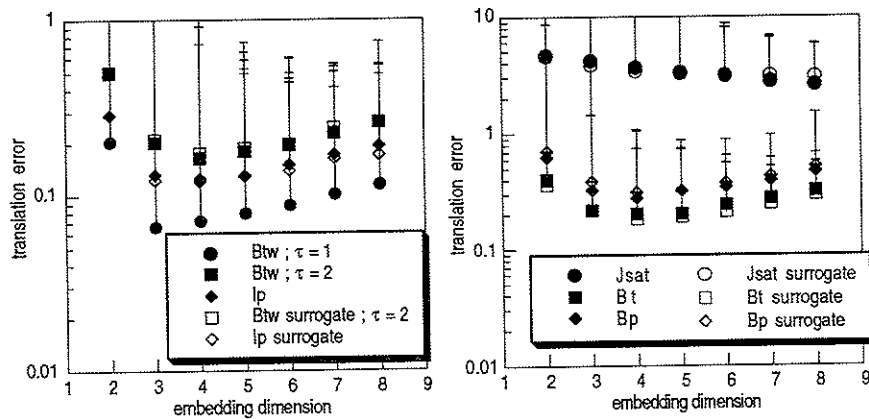 1
0.1
0.01
translation error
1 2 3 4 5 6 7 8 9
embedding dimension
Btw ; τ = 1
Btw ; τ = 2
Ip
Btw surrogate ; τ = 2
Ip surrogate
10
1
0.1
0.01
translation error
1 2 3 4 5 6 7 8 9
embedding dimension
Jsat
Bt
Bp
Jsat surrogate
Bt surrogate
Bp surrogate